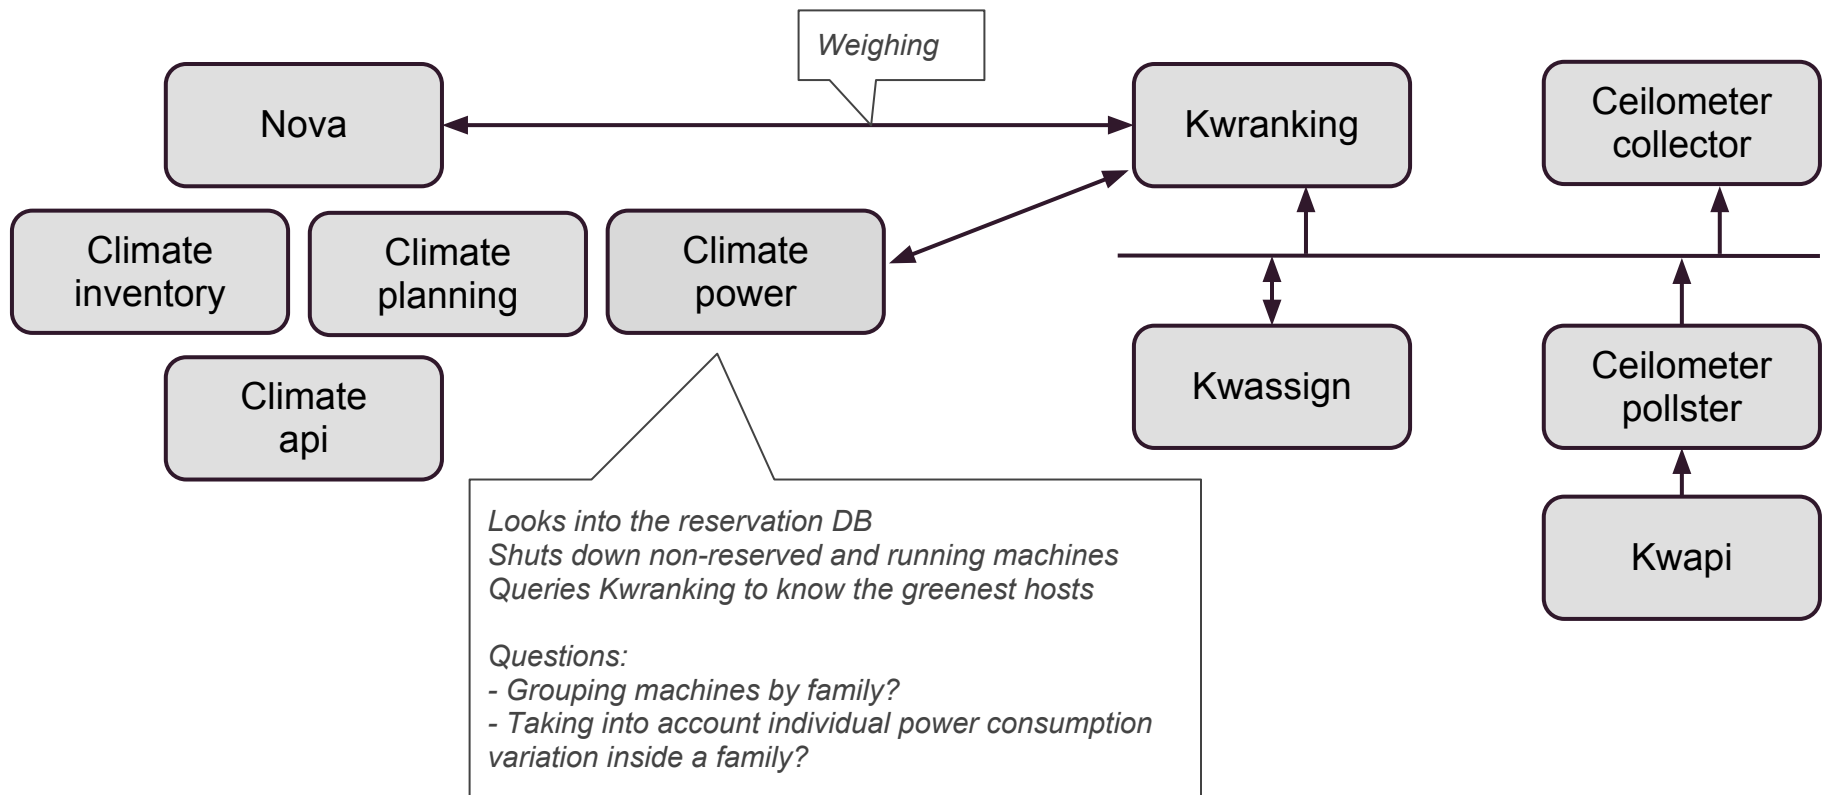 Weighing
Nova
Kwranking
Ceilometer
collector
Climate
inventory
Climate
planning
Climate
power
Climate
api
Kwassign
Ceilometer
pollster
Kwapi
Looks into the reservation DB
Shuts down non-reserved and running machines
Queries Kwranking to know the greenest hosts
Questions:
- Grouping machines by family?
- Taking into account individual power consumption
variation inside a family?